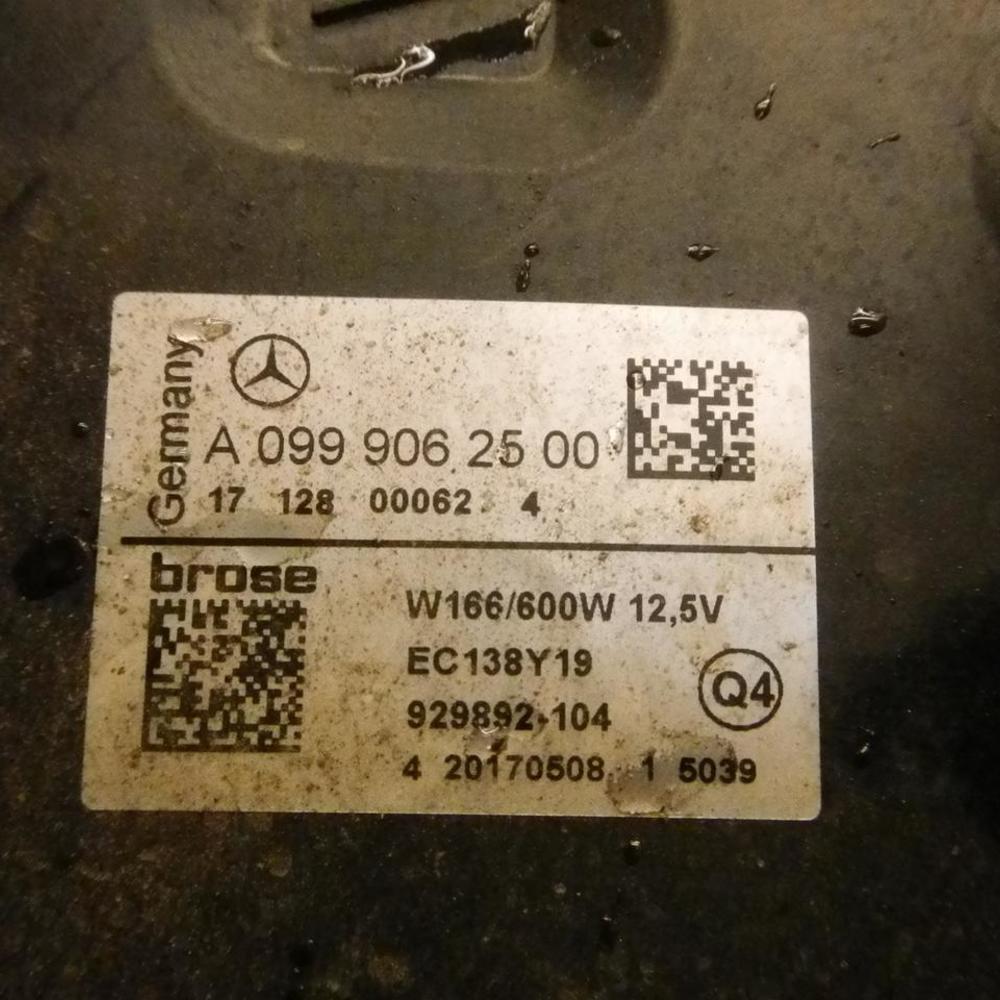 Germany
A 099 906 25 00
17 128 00062 4
brose
W166/600W 12,5V
EC138Y19
929892-104
Q4
4 20170508 1 5039